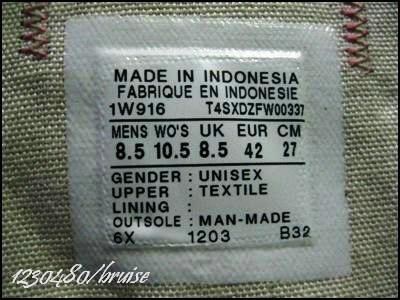 MADE IN INDONESIA
FABRIQUE EN INDONESIE
1W916 T4SXDZFW00337
MENS WO'S UK EUR CM
8.5 10.5 8.5 42 27
GENDER : UNISEX
UPPER : TEXTILE
LINING :
OUTSOLE : MAN-MADE
6X 1203 B32
1230480/bruise